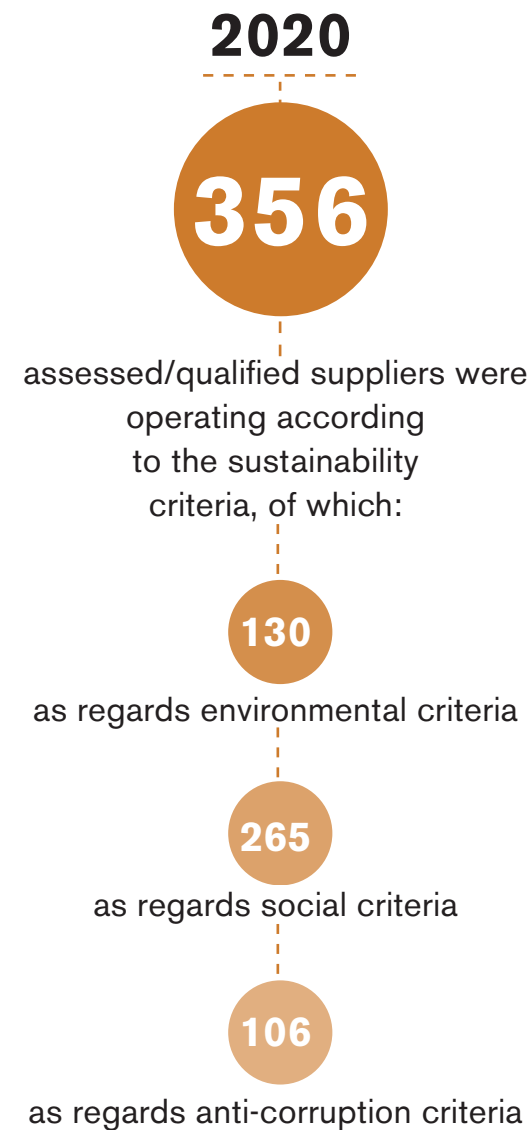 2020
356
assessed/qualified suppliers were
operating according
to the sustainability
criteria, of which:
130
as regards environmental criteria
265
as regards social criteria
106
as regards anti-corruption criteria